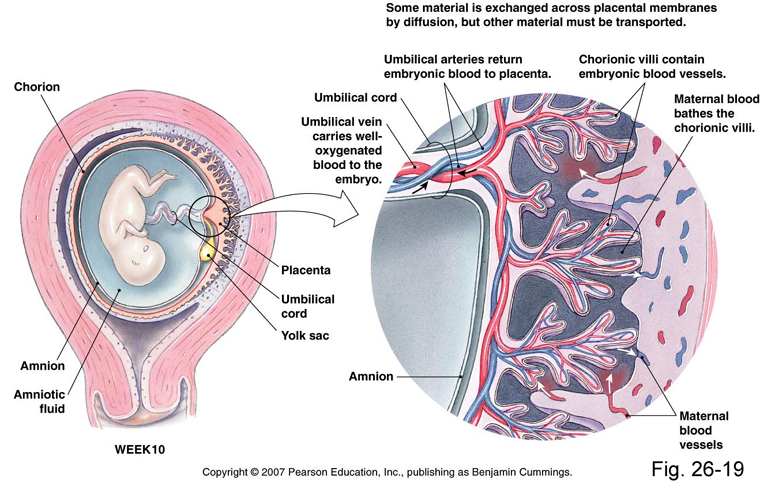 Some material is exchanged across placental membranes
by diffusion, but other material must be transported.
Umbilical arteries return
embryonic blood to placenta.
Chorionic villi contain
embryonic blood vessels.
Chorion
Umbilical cord
Maternal blood
bathes the
chorionic villi.
Umbilical vein
carries well-
oxygenated
blood to the
embryo.
Placenta
Umbilical
cord
Yolk sac
Amnion
Amniotic
fluid
Amnion
Maternal
blood
vessels
WEEK10
Copyright © 2007 Pearson Education, Inc., publishing as Benjamin Cummings.
Fig. 26-19